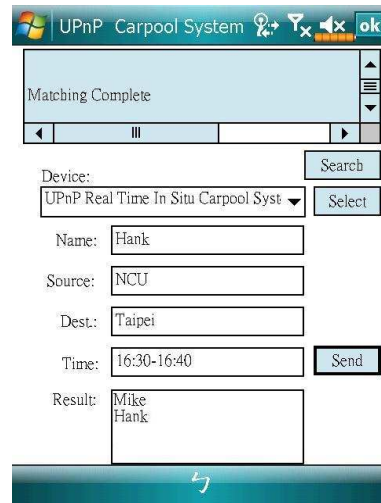 UPnP Carpool System ok
Matching Complete
Search
Device:
UPnP Real Time In Situ Carpool Syst
Select
Name: Hank
Source: NCU
Dest.: Taipei
Time: 16:30-16:40 Send
Result: Mike
Hank
ㄅ